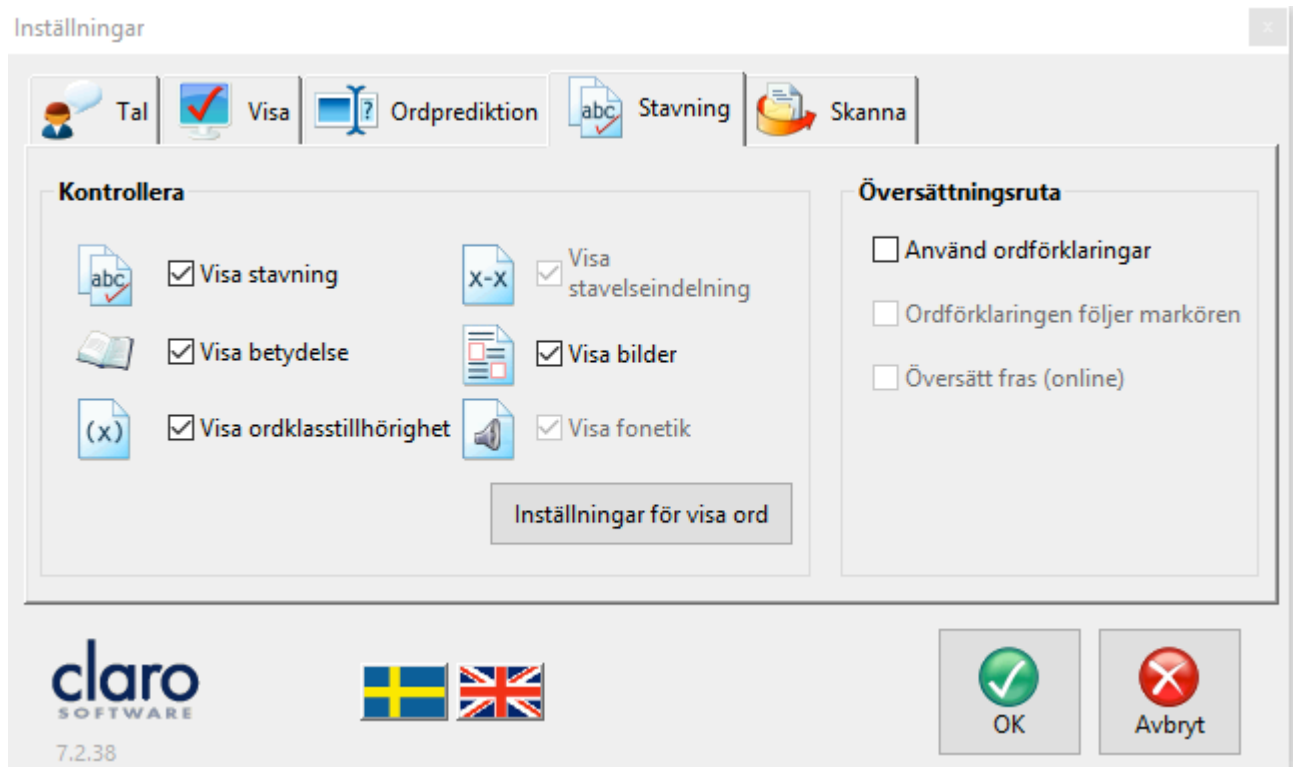 Inställningar
x
Tal
Visa
?
Ordprediktion
abc
Stavning
Skanna
Kontrollera
abc
Visa stavning
x-x
Visa
stavelseindelning
Visa betydelse
Visa bilder
(x)
Visa ordklasstillhörighet
Visa fonetik
Inställningar för visa ord
Översättningsruta
Använd ordförklaringar
Ordförklaringen följer markören
Översätt fras (online)
claro
SOFTWARE
7.2.38
OK
Avbryt